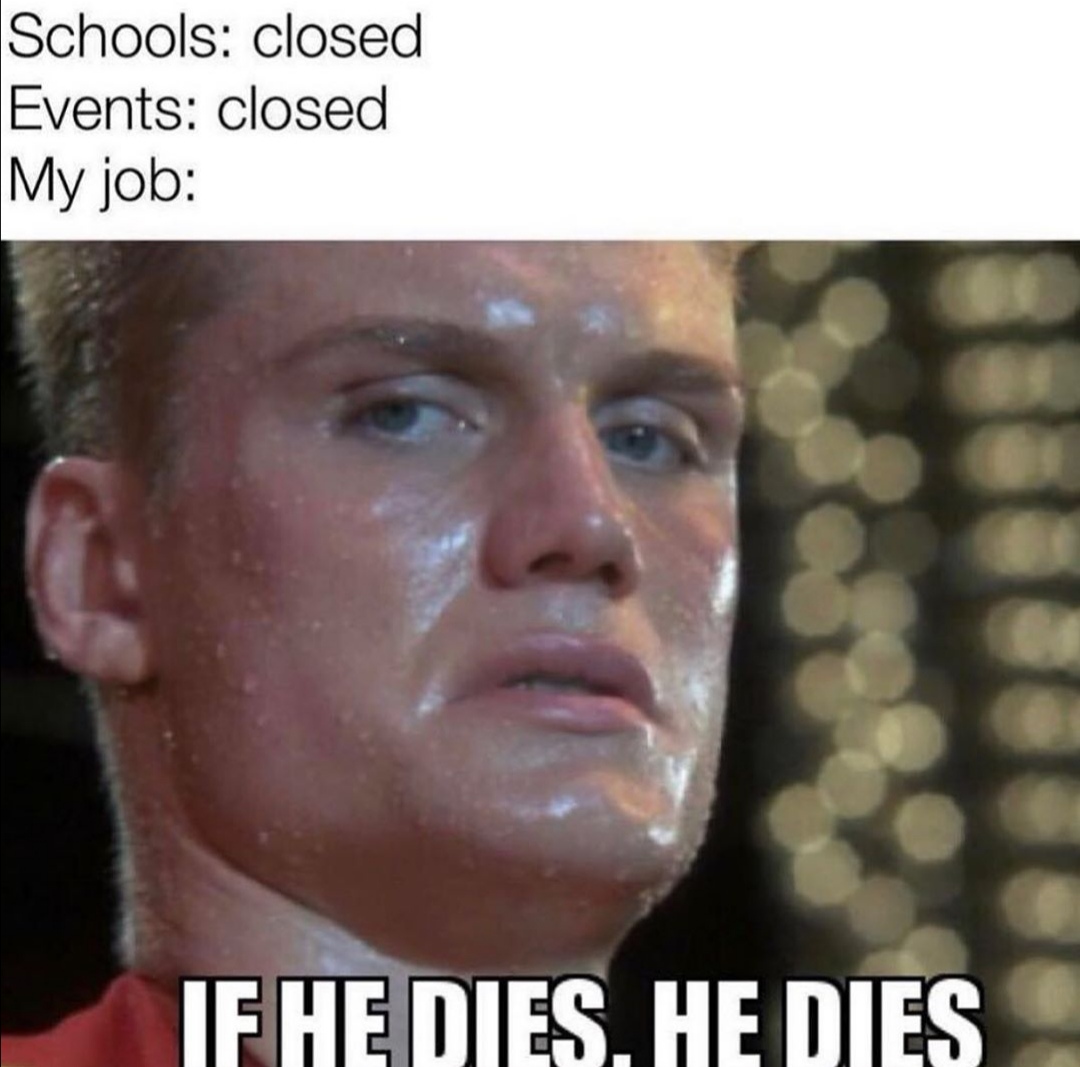 Schools: closed
Events: closed
My job:
IF HE DIES, HE DIES